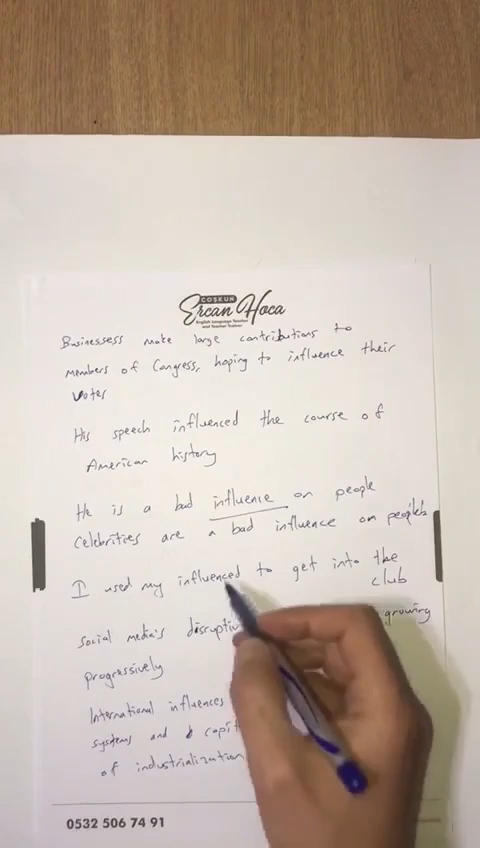 COSKUN
Ercan Hoca
English Language Teacher
and Teacher Trainer
Businessess make large contributions to
members of Congress, hoping to influence their
votes
His speech influenced the course of
American history
He is a bad influence on people
Celebrities are a bad influence on people
I used my influenced to get into the
club
Social media's growing
progressively
International influences
systems and
of industrialization
0532 506 74 91